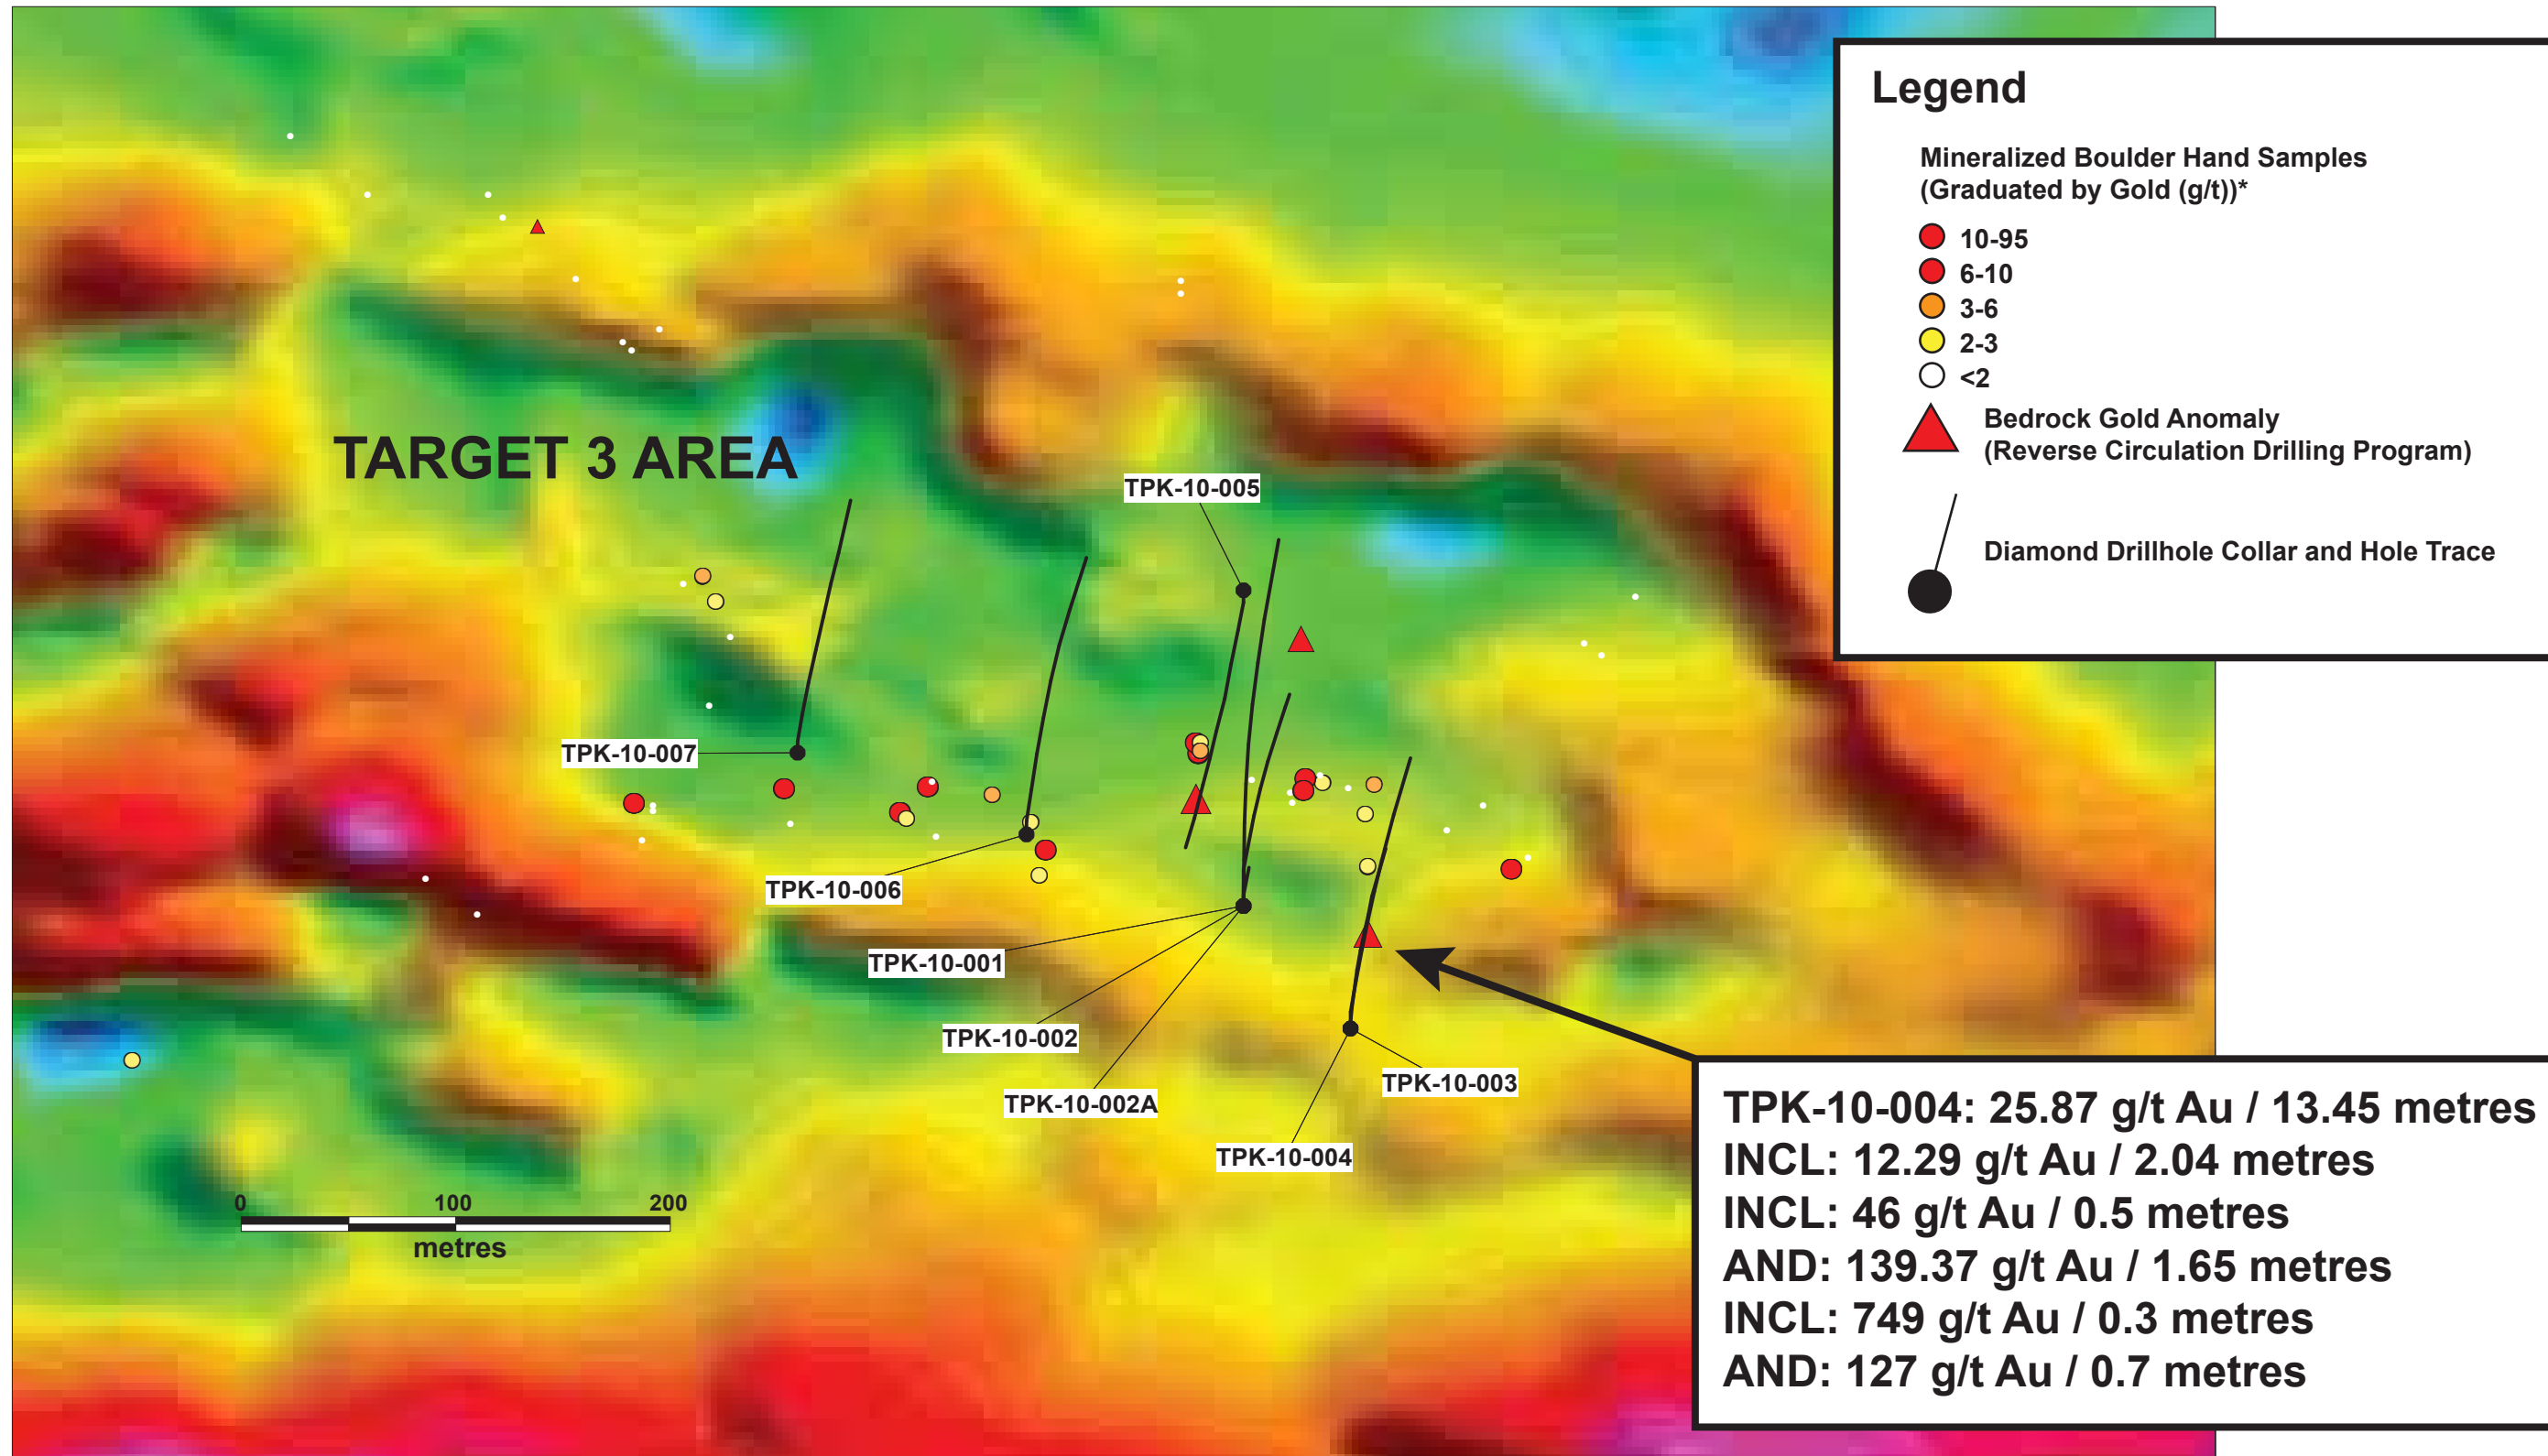 Legend
Mineralized Boulder Hand Samples
(Graduated by Gold (g/t))*
10-95
6-10
3-6
2-3
<2
Bedrock Gold Anomaly
(Reverse Circulation Drilling Program)
Diamond Drillhole Collar and Hole Trace
TARGET 3 AREA
TPK-10-005
TPK-10-007
TPK-10-006
TPK-10-001
TPK-10-002
TPK-10-002A
TPK-10-003
TPK-10-004
0 100 200
metres
TPK-10-004: 25.87 g/t Au / 13.45 metres
INCL: 12.29 g/t Au / 2.04 metres
INCL: 46 g/t Au / 0.5 metres
AND: 139.37 g/t Au / 1.65 metres
INCL: 749 g/t Au / 0.3 metres
AND: 127 g/t Au / 0.7 metres